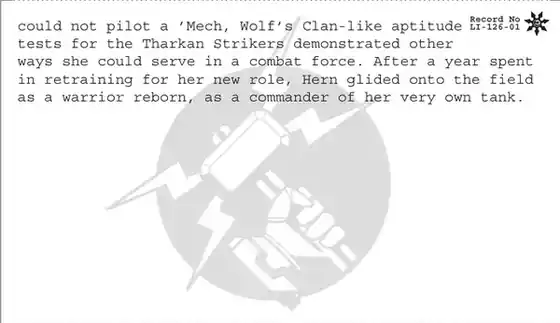 could not pilot a ’Mech, Wolf’s Clan-like aptitude
tests for the Tharkan Strikers demonstrated other
ways she could serve in a combat force. After a year spent
in retraining for her new role, Hern glided onto the field
as a warrior reborn, as a commander of her very own tank.
Record No
LI-126-01